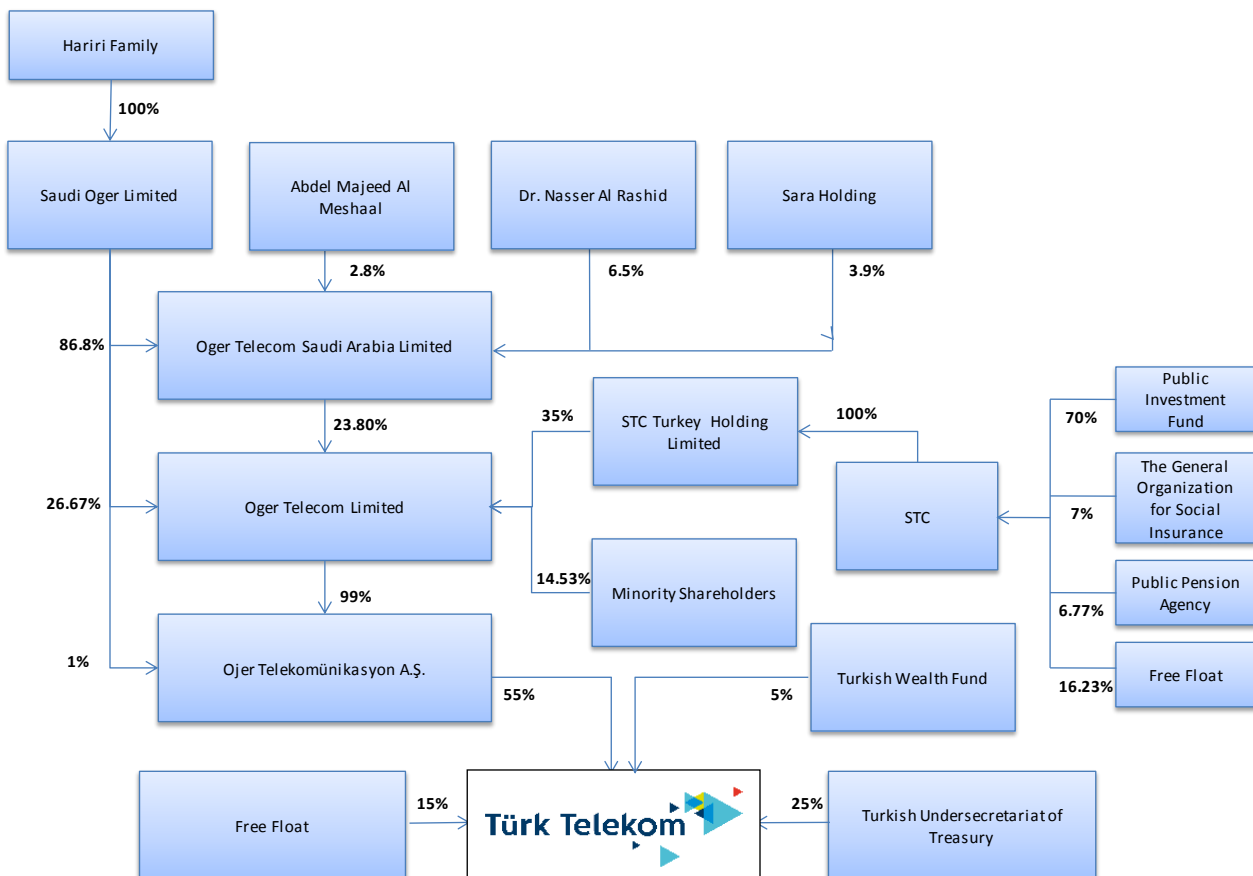 Hariri Family
100%
Saudi Oger Limited
Abdel Majeed Al
Meshaal
Dr. Nasser Al Rashid
Sara Holding
2.8%
6.5%
3.9%
86.8%
Oger Telecom Saudi Arabia Limited
23.80%
35%
STC Turkey Holding
Limited
100%
Public
Investment
Fund
70%
26.67%
Oger Telecom Limited
STC
The General
Organization
for Social
Insurance
7%
99%
14.53%
Minority Shareholders
Public Pension
Agency
6.77%
1%
Ojer Telekomünikasyon A.Ş.
55%
5%
Turkish Wealth Fund
Free Float
16.23%
Free Float
15%
Türk Telekom
25%
Turkish Undersecretariat of
Treasury